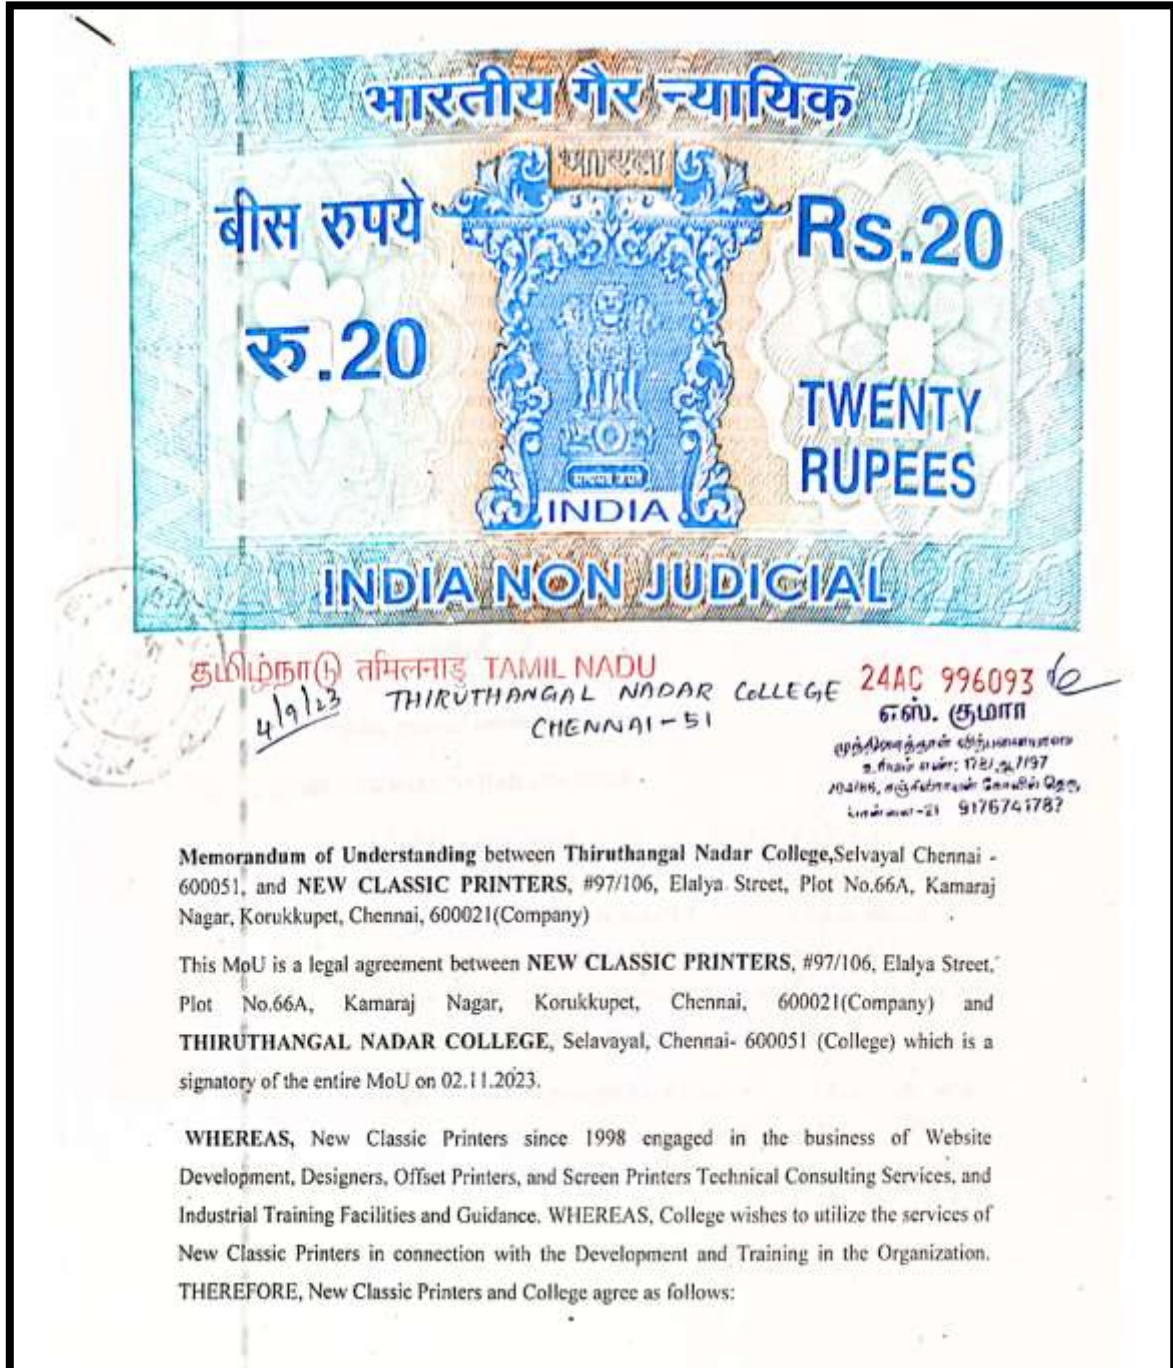 भारतीय गैर न्यायिक
बीस रुपये
रु.20
Rs.20
TWENTY
RUPEES
INDIA
INDIA NON JUDICIAL
தமிழ்நாடு तमिलनाडु TAMIL NADU
24AC 996093
4/9/23
THIRUTHANGAL NADAR COLLEGE
CHENNAI-51
எஸ். குமார்
9176741787
Memorandum of Understanding between Thiruthangal Nadar College,Selvayal Chennai -
600051, and NEW CLASSIC PRINTERS, #97/106, Elalya Street, Plot No.66A, Kamaraj
Nagar, Korukkupet, Chennai, 600021(Company)
This MoU is a legal agreement between NEW CLASSIC PRINTERS, #97/106, Elalya Street,
Plot No.66A, Kamaraj Nagar, Korukkupet, Chennai, 600021(Company) and
THIRUTHANGAL NADAR COLLEGE, Selavayal, Chennai- 600051 (College) which is a
signatory of the entire MoU on 02.11.2023.
WHEREAS, New Classic Printers since 1998 engaged in the business of Website
Development, Designers, Offset Printers, and Screen Printers Technical Consulting Services, and
Industrial Training Facilities and Guidance. WHEREAS, College wishes to utilize the services of
New Classic Printers in connection with the Development and Training in the Organization.
THEREFORE, New Classic Printers and College agree as follows: